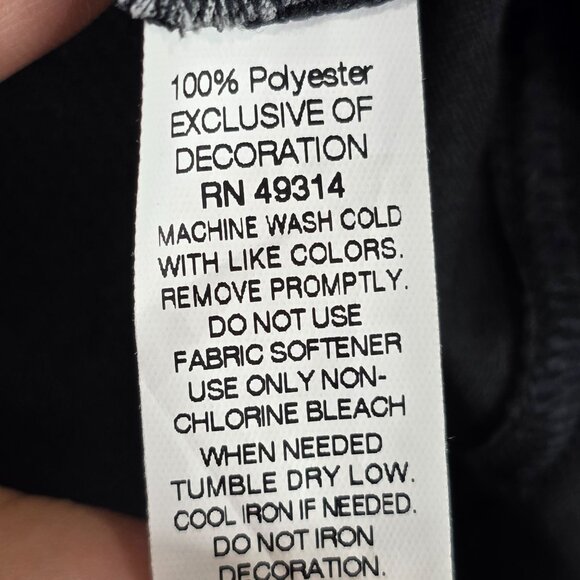 100% Polyester
EXCLUSIVE OF
DECORATION
RN 49314
MACHINE WASH COLD
WITH LIKE COLORS.
REMOVE PROMPTLY.
DO NOT USE
FABRIC SOFTENER
USE ONLY NON-
CHLORINE BLEACH
WHEN NEEDED
TUMBLE DRY LOW.
COOL IRON IF NEEDED.
DO NOT IRON
DECORATION.